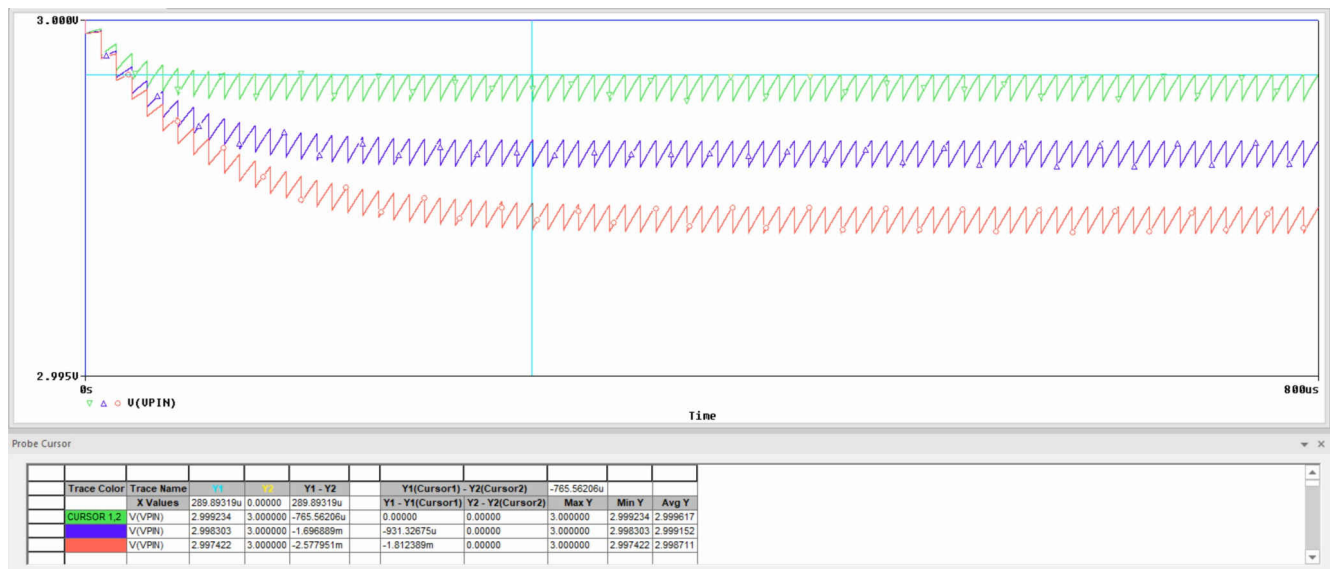 3.000V
2.995V
0s
800us
V(VPIN)
Time
Probe Cursor
Trace Color Trace Name Y1 Y2 Y1 - Y2 Y1(Cursor1) - Y2(Cursor2) -765.56206u
X Values 289.89319u 0.00000 289.89319u Y1 - Y1(Cursor1) Y2 - Y2(Cursor2) Max Y Min Y Avg Y
CURSOR 1,2 V(VPIN) 2.999234 3.000000 -765.56206u 0.00000 0.00000 3.000000 2.999234 2.999617
V(VPIN) 2.998303 3.000000 -1.696889m -931.32675u 0.00000 3.000000 2.998303 2.999152
V(VPIN) 2.997422 3.000000 -2.577951m -1.812389m 0.00000 3.000000 2.997422 2.998711